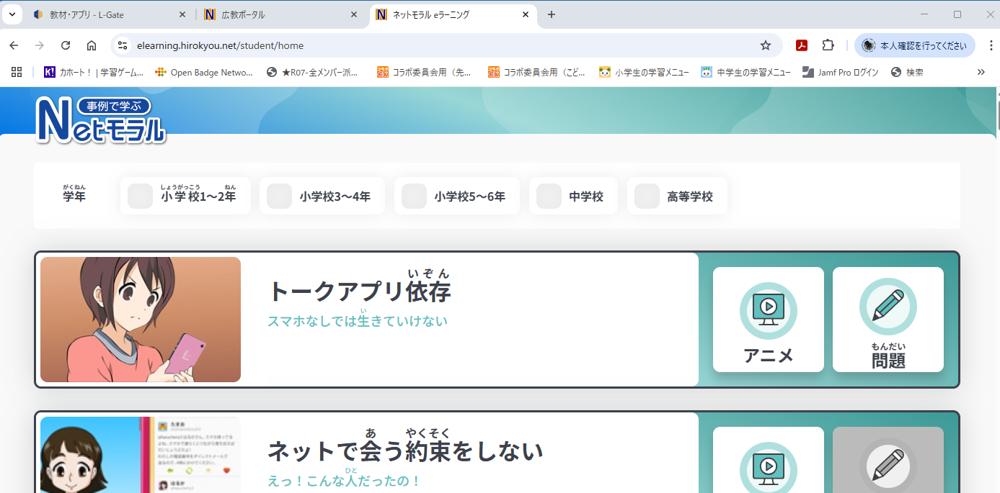 教材・アプリ - L-Gate
広教ポータル
ネットモラル eラーニング
elearning.hirokyou.net/student/home
本人確認を行ってください
K!
カホート！ | 学習ゲーム...
Open Badge Netwo...
★R07-全メンバー派...
コラボ委員会用（先...
コラボ委員会用（こど...
小学生の学習メニュー
中学生の学習メニュー
Jamf Pro ログイン
検索
事例で学ぶ
Netモラル
がくねん
学年
しょうがっこう ねん
小学校1～2年
小学校3～4年
小学校5～6年
中学校
高等学校
いぞん
トークアプリ依存
い
スマホなしでは生きていけない
アニメ
もんだい
問題
あ やくそく
ネットで会う約束をしない
ひと
えっ！こんな人だったの！
たまお
はるか